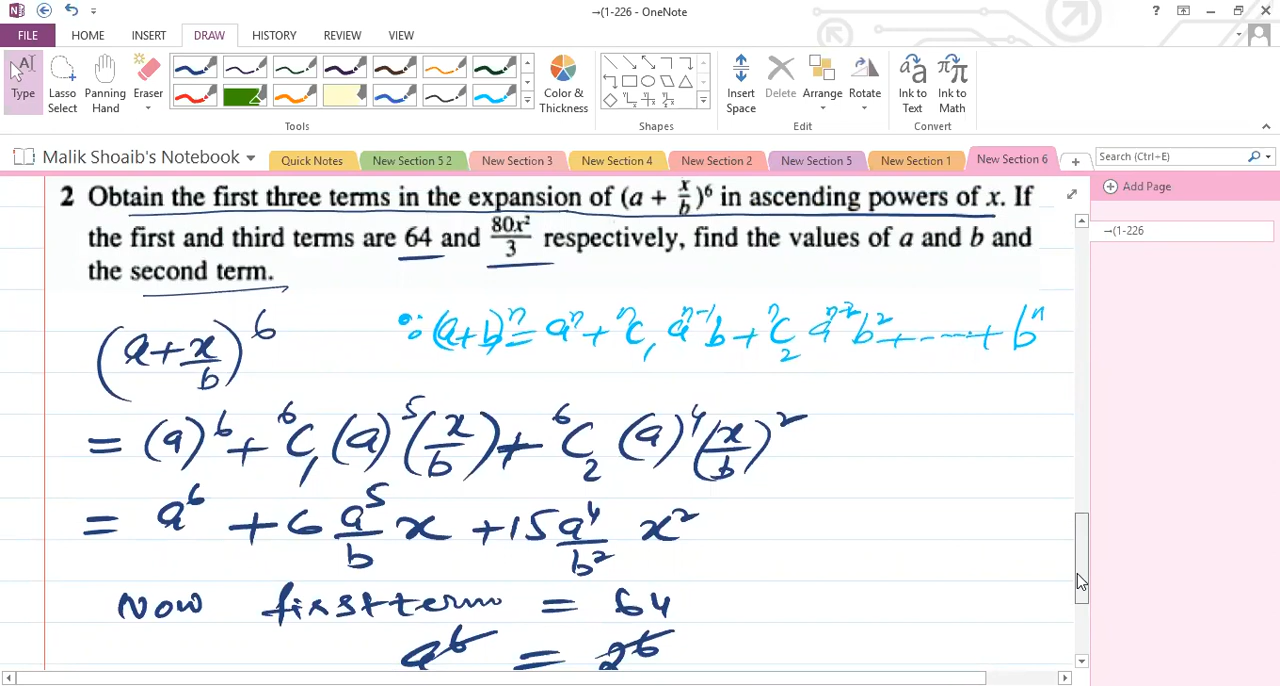 →(1-226 - OneNote
FILE HOME INSERT DRAW HISTORY REVIEW VIEW
Type
Lasso Select
Panning Hand
Eraser
Color & Thickness
Insert Space
Delete
Arrange
Rotate
Ink to Text
Ink to Math
Tools
Shapes
Edit
Convert
Malik Shoaib's Notebook
Quick Notes
New Section 5 2
New Section 3
New Section 4
New Section 2
New Section 5
New Section 1
New Section 6
Search (Ctrl+E)
Add Page
→(1-226
2 Obtain the first three terms in the expansion of (a + x/b)⁶ in ascending powers of x. If
the first and third terms are 64 and 80x²/3 respectively, find the values of a and b and
the second term.
(a+x/b)⁶
∵ (a+b)ⁿ = aⁿ + ⁿC₁ aⁿ⁻¹b + ⁿC₂ aⁿ⁻²b² + ---- + bⁿ
= (a)⁶ + ⁶C₁ (a)⁵ (x/b) + ⁶C₂ (a)⁴ (x/b)²
= a⁶ + 6 a⁵/b x + 15 a⁴/b² x²
Now first term = 64
a⁶ = 2⁶